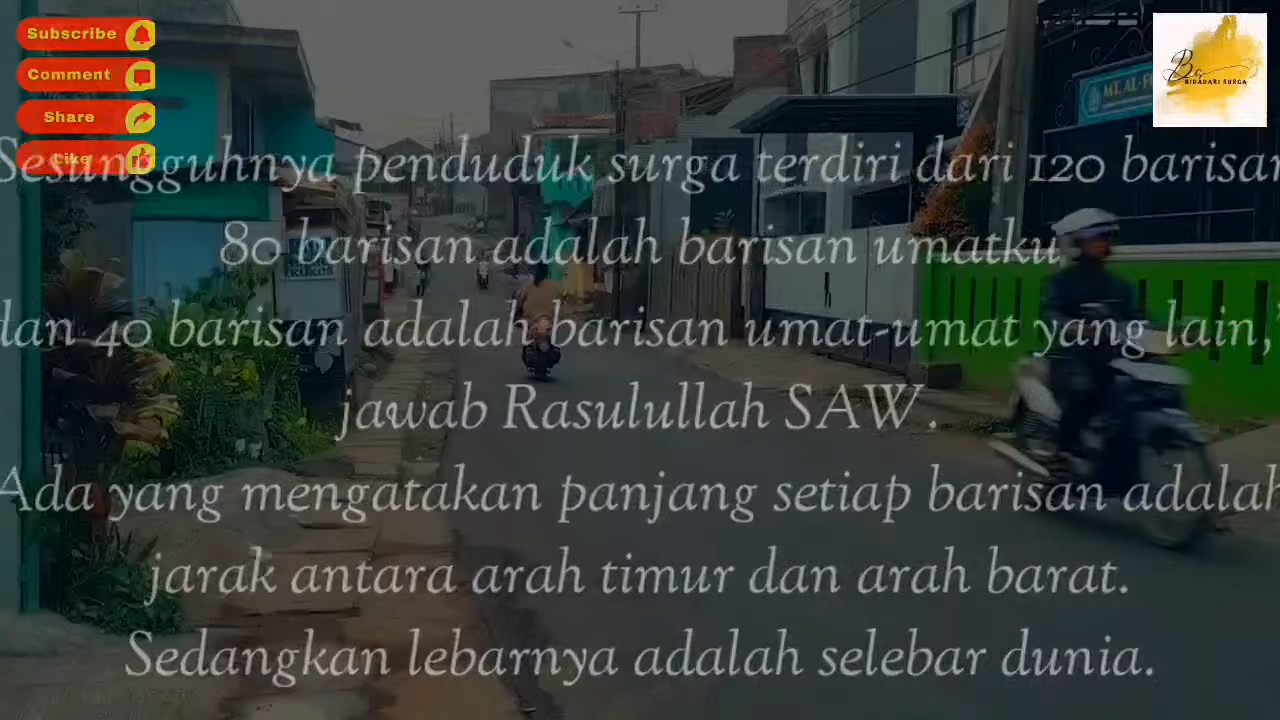 Subscribe
Comment
Share
Like
BIDADARI SURGA
MT. AL-
Sesungguhnya penduduk surga terdiri dari 120 barisan
80 barisan adalah barisan umatku
dan 40 barisan adalah barisan umat-umat yang lain,
jawab Rasulullah SAW .
Ada yang mengatakan panjang setiap barisan adalah
jarak antara arah timur dan arah barat.
Sedangkan lebarnya adalah selebar dunia.